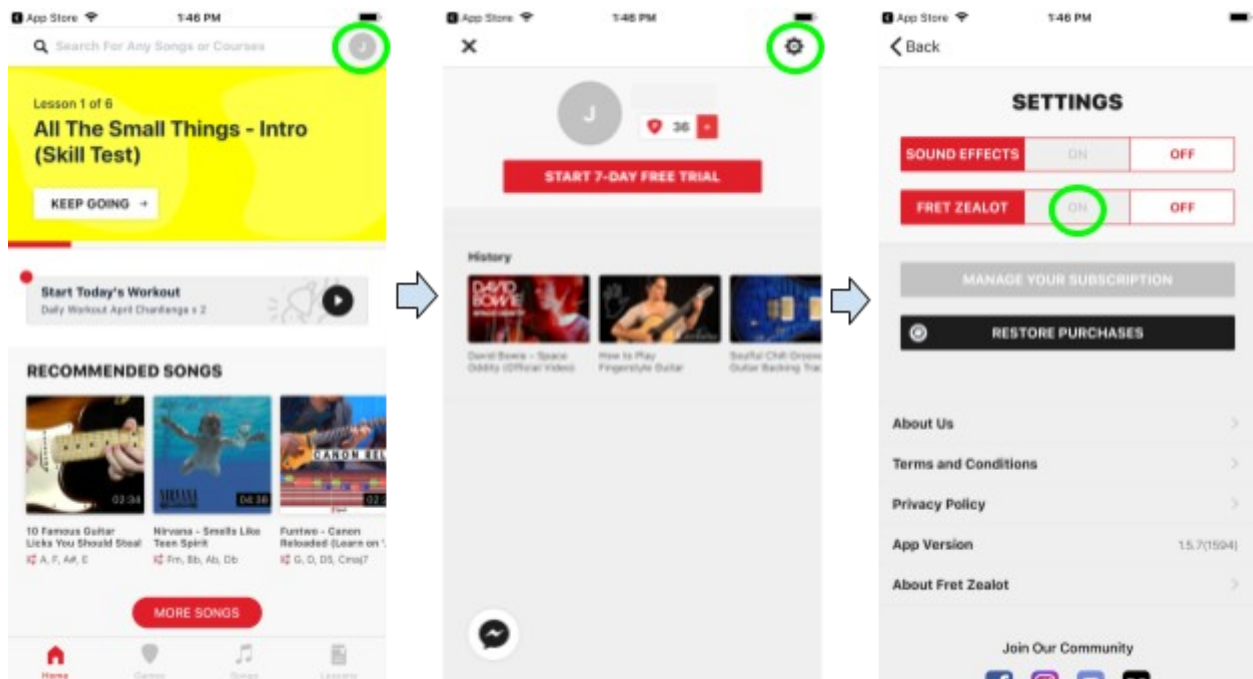 App Store 1:46 PM
Search For Any Songs or Courses
J
Lesson 1 of 6
All The Small Things - Intro
(Skill Test)
KEEP GOING →
Start Today's Workout
Daily Workout April Chanllenge x 2
RECOMMENDED SONGS
02:34
NIRVANA
04:38
CANON REL
02:
10 Famous Guitar
Licks You Should Steal
A, F, A#, E
Nirvana - Smells Like
Teen Spirit
Fm, Bb, Ab, Db
Funtwo - Canon
Reloaded (Learn on '.
G, D, DS, Cmaj7
MORE SONGS
Home
Games
Songs
Lessons
App Store 1:46 PM
J
36 +
START 7-DAY FREE TRIAL
History
DAVID
BOWIE
David Bowie - Space
Oddity (Official Video)
How to Play
Fingerstyle Guitar
Soulful Chill Groove
Guitar Backing Trac
App Store 1:46 PM
Back
SETTINGS
SOUND EFFECTS ON OFF
FRET ZEALOT ON OFF
MANAGE YOUR SUBSCRIPTION
RESTORE PURCHASES
About Us
Terms and Conditions
Privacy Policy
App Version 1.5.7(1594)
About Fret Zealot
Join Our Community